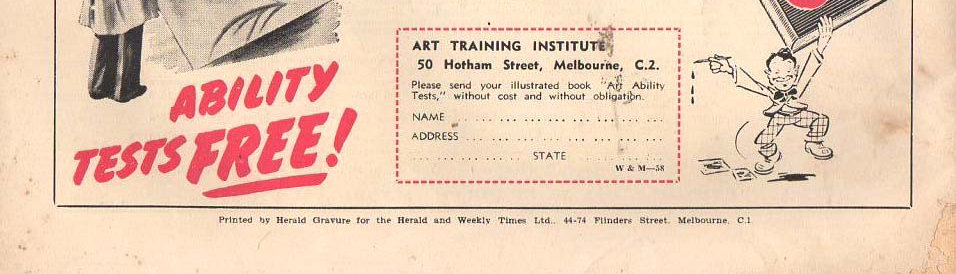 ABILITY
TESTS FREE!
ART TRAINING INSTITUTE
50 Hotham Street, Melbourne, C.2.
Please send your illustrated book "Art Ability
Tests," without cost and without obligation.
NAME
ADDRESS
STATE
W & M—58
Printed by Herald Gravure for the Herald and Weekly Times Ltd., 44-74 Flinders Street, Melbourne, C.1